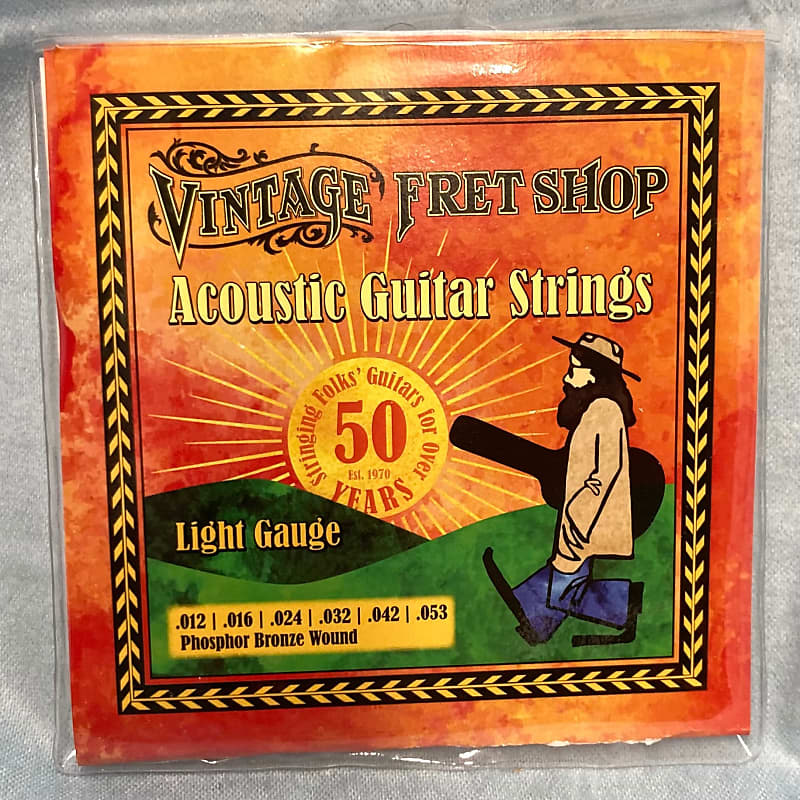 VINTAGE FRET SHOP
Acoustic Guitar Strings
Stringing Folks' Guitars for Over
50
Est. 1970
YEARS
Light Gauge
.012 | .016 | .024 | .032 | .042 | .053
Phosphor Bronze Wound